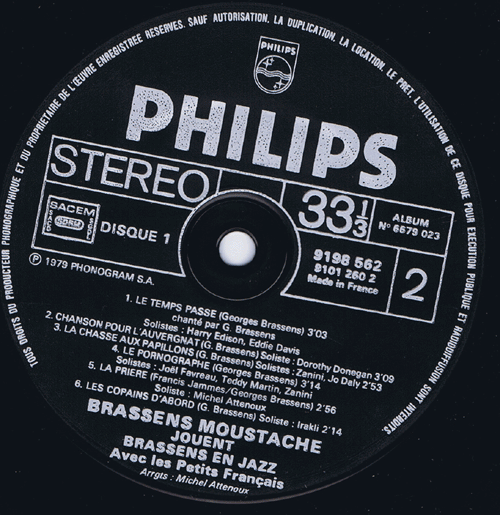 TOUS DROITS DU PRODUCTEUR PHONOGRAPHIQUE ET DU PROPRIETAIRE DE L'ŒUVRE ENREGISTREE RESERVES. SAUF AUTORISATION, LA DUPLICATION, LA LOCATION, LE PRET, L'UTILISATION DE CE DISQUE POUR EXECUTION PUBLIQUE ET RADIODIFFUSION SONT INTERDITS.
PHILIPS
PHILIPS
STEREO
33 1/3
ALBUM
N° 6679 023
SACEM
SACD
SDRM
SGDL
DISQUE 1
9198 562
9101 260 2
Made in France
2
℗ 1979 PHONOGRAM S.A.
1. LE TEMPS PASSE (Georges Brassens) 3'03
chanté par G. Brassens
Solistes : Harry Edison, Eddie Davis
2. CHANSON POUR L'AUVERGNAT (G. Brassens) Soliste : Dorothy Donegan 3'09
3. LA CHASSE AUX PAPILLONS (G. Brassens) Solistes : Zanini, Jo Daly 2'53
4. LE PORNOGRAPHE (Georges Brassens) 3'14
Solistes : Joël Favreau, Teddy Martin, Zanini
5. LA PRIERE (Francis Jammes/Georges Brassens) 2'56
Soliste : Michel Attenoux
6. LES COPAINS D'ABORD (G. Brassens) Soliste : Irakli 2'14
BRASSENS MOUSTACHE
JOUENT
BRASSENS EN JAZZ
Avec les Petits Français
Arrgts : Michel Attenoux